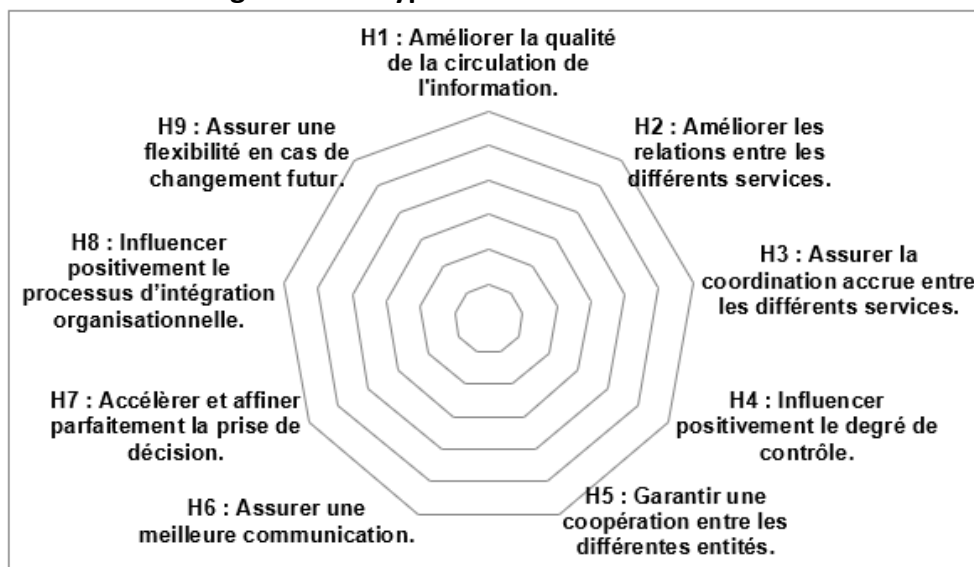 H1 : Améliorer la qualité
de la circulation de
l'information.
H2 : Améliorer les
relations entre les
différents services.
H3 : Assurer la
coordination accrue entre
les différents services.
H4 : Influencer
positivement le degré de
contrôle.
H5 : Garantir une
coopération entre les
différentes entités.
H6 : Assurer une
meilleure communication.
H7 : Accélèrer et affiner
parfaitement la prise de
décision.
H8 : Influencer
positivement le
processus d’intégration
organisationnelle.
H9 : Assurer une
flexibilité en cas de
changement futur.